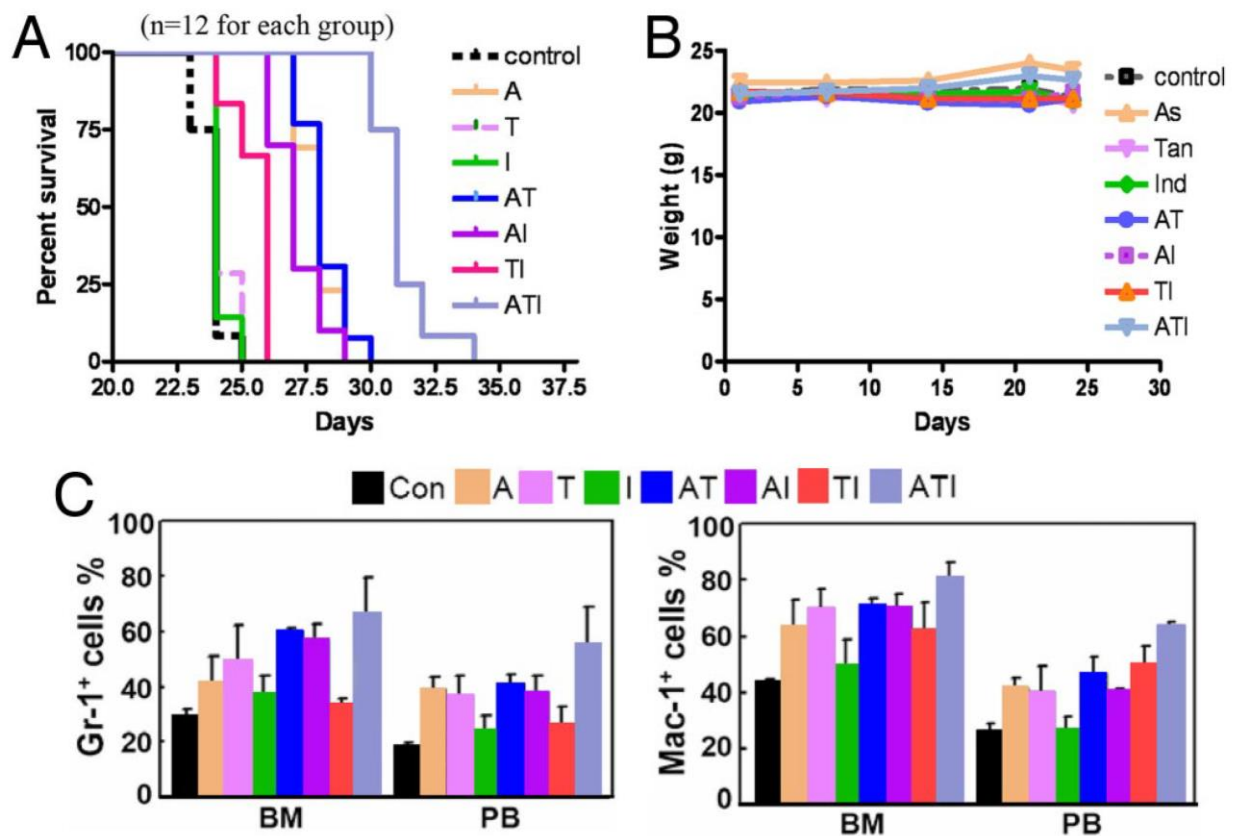 A
(n=12 for each group)
Percent survival
100
75
50
25
0
20.0 22.5 25.0 27.5 30.0 32.5 35.0 37.5
Days
control
A
T
I
AT
AI
TI
ATI
B
Weight (g)
25
20
15
10
5
0
0 5 10 15 20 25 30
Days
control
As
Tan
Ind
AT
AI
TI
ATI
C
Con A T I AT AI TI ATI
Gr-1+ cells %
100
80
60
40
20
0
BM PB
Mac-1+ cells %
100
80
60
40
20
0
BM PB